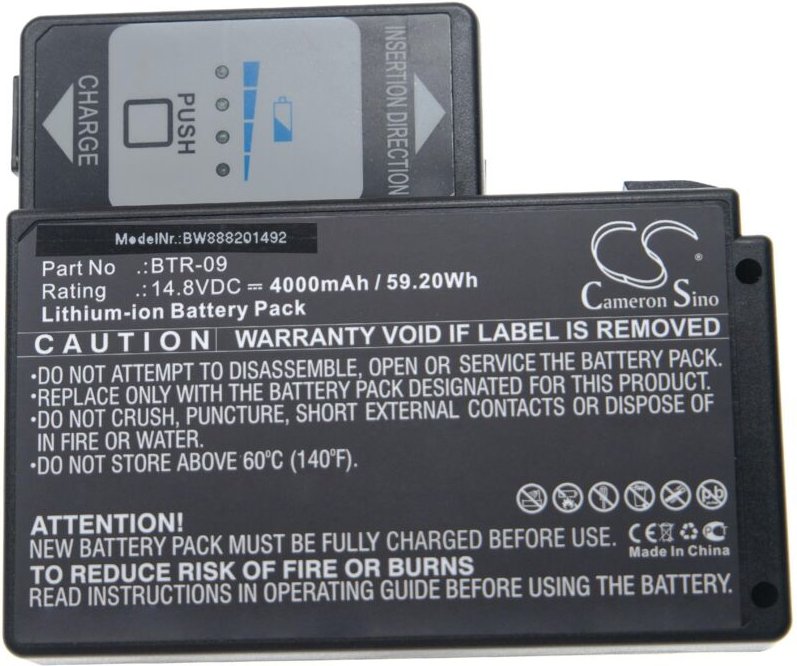 CHARGE
PUSH
INSERTION DIRECTION
ModelNr.:BW888201492
Part No .:BTR-09
Rating .:14.8VDC ⎓ 4000mAh / 59.20Wh
Lithium-ion Battery Pack
CS
Cameron Sino
CAUTION WARRANTY VOID IF LABEL IS REMOVED
·DO NOT ATTEMPT TO DISASSEMBLE, OPEN OR SERVICE THE BATTERY PACK.
·REPLACE ONLY WITH THE BATTERY PACK DESIGNATED FOR THIS PRODUCT.
·DO NOT CRUSH, PUNCTURE, SHORT EXTERNAL CONTACTS OR DISPOSE OF
IN FIRE OR WATER.
·DO NOT STORE ABOVE 60℃ (140℉).
Pb
ATTENTION!
NEW BATTERY PACK MUST BE FULLY CHARGED BEFORE USE.
CE
Made In China
TO REDUCE RISK OF FIRE OR BURNS
READ INSTRUCTIONS IN OPERATING GUIDE BEFORE USING THE BATTERY.